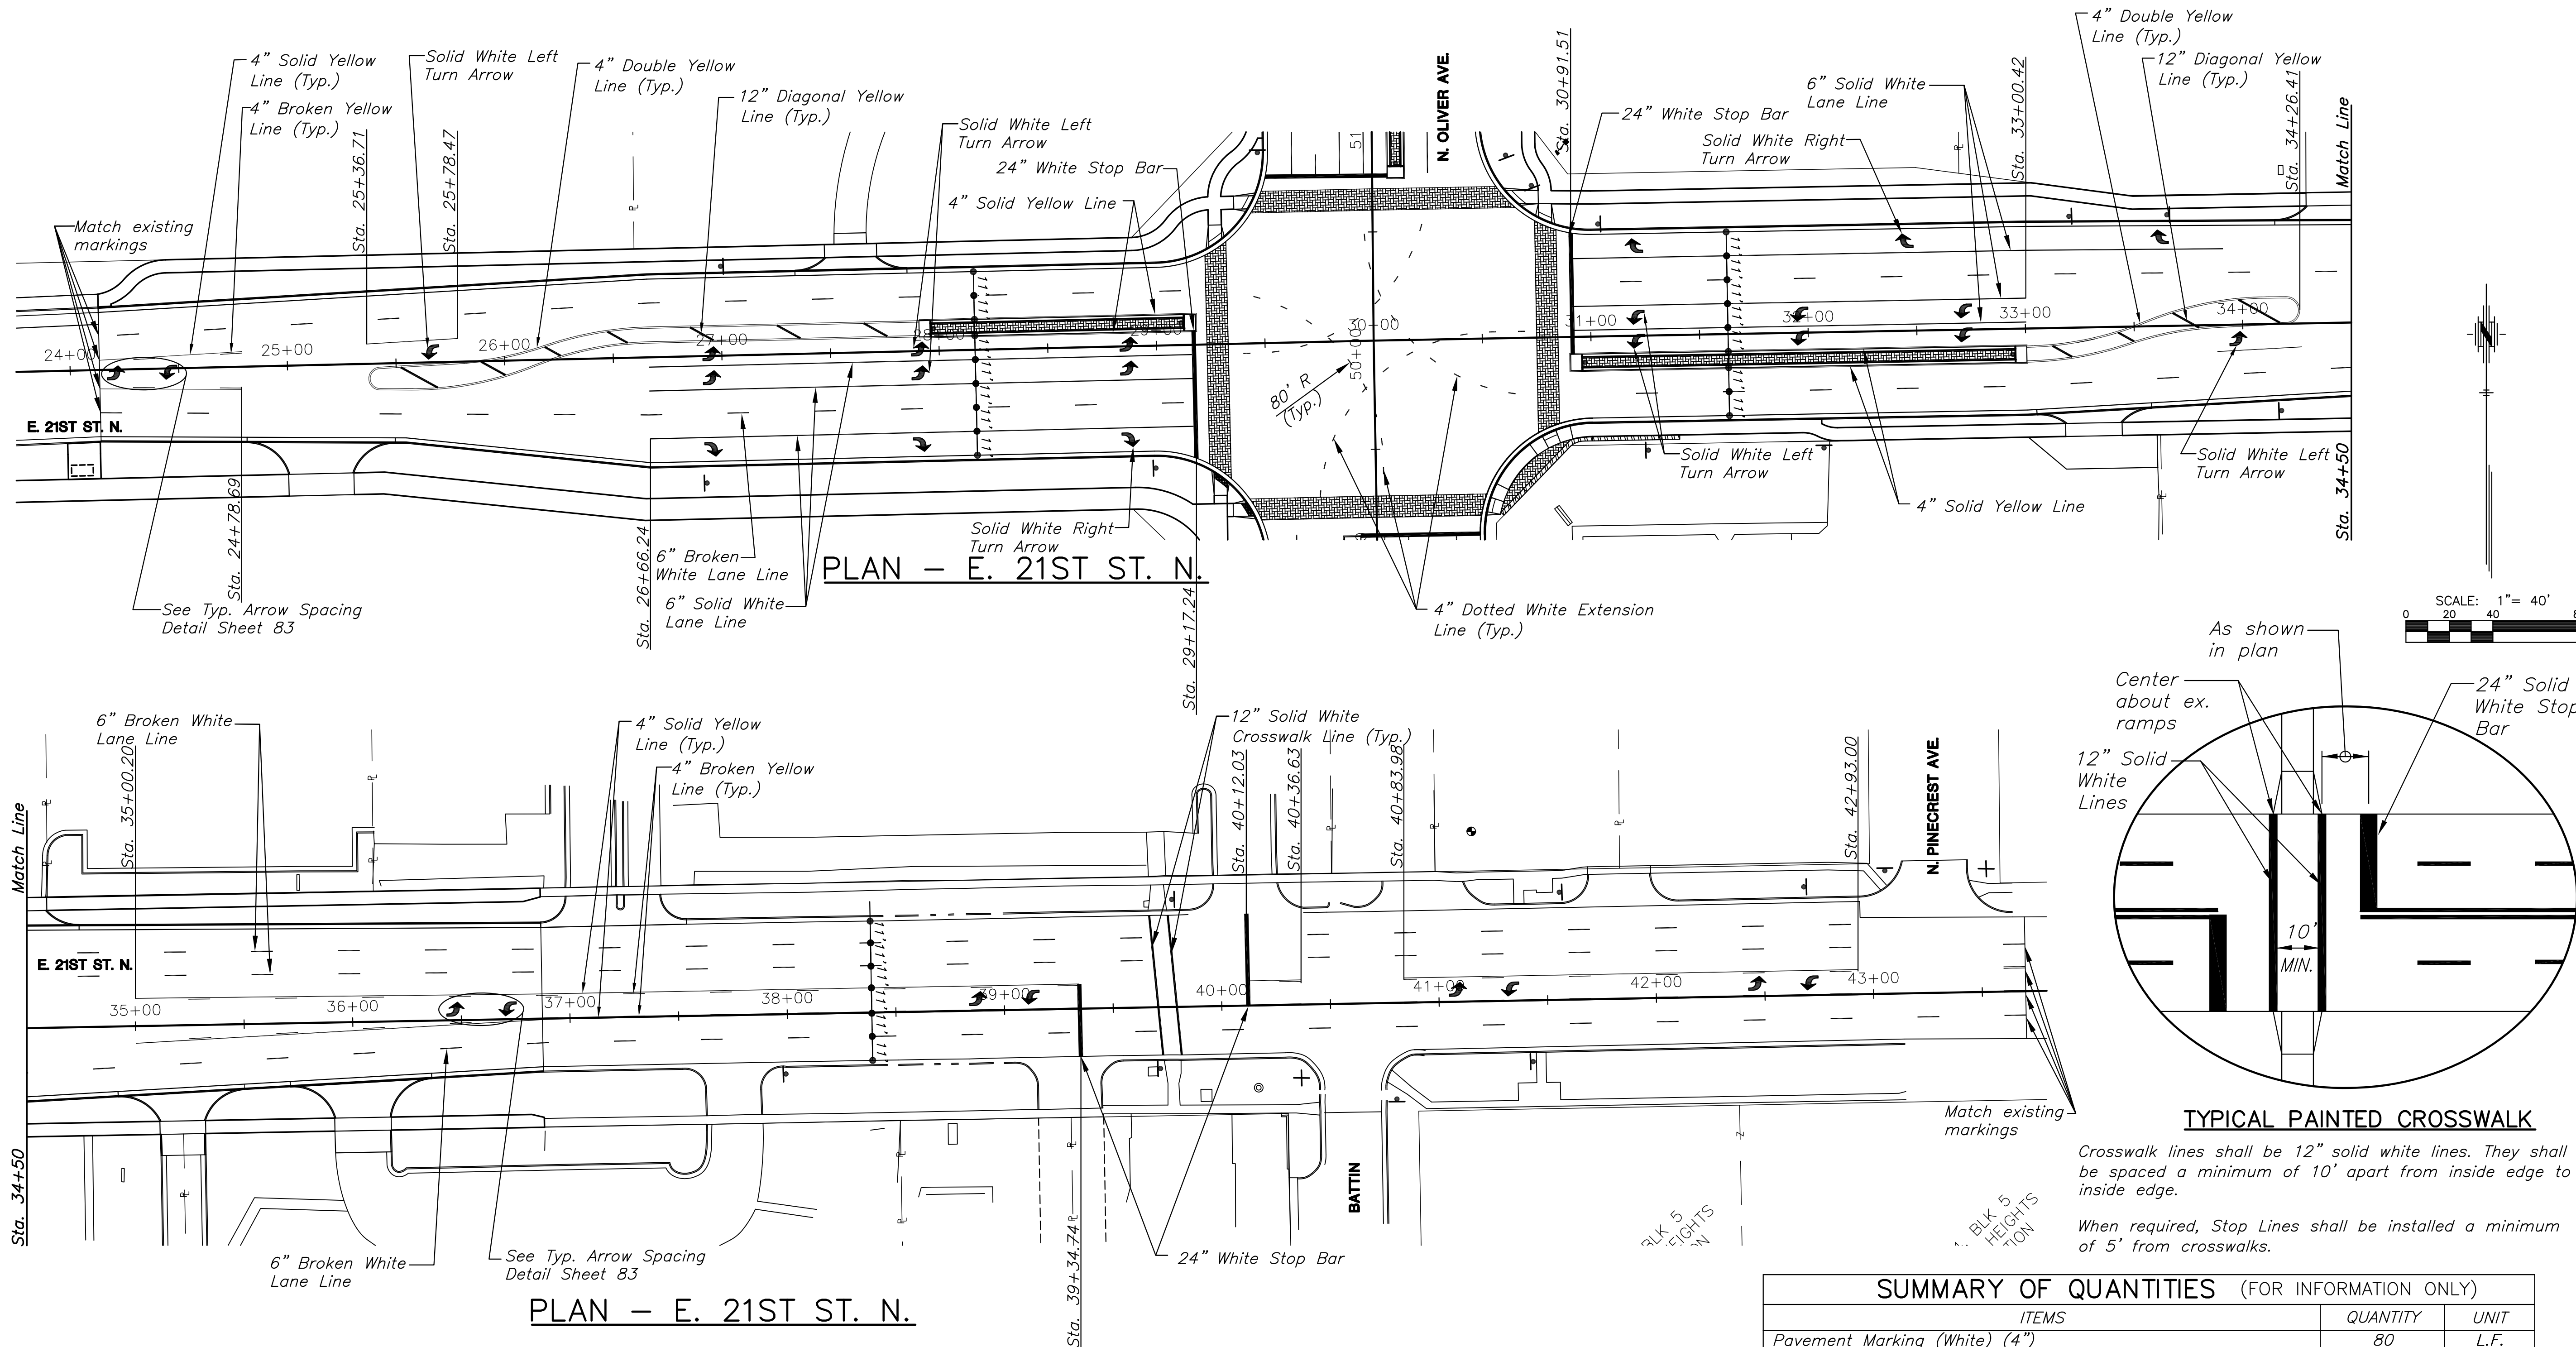 4” Solid Yellow
Line (Typ.)
4” Broken Yellow
Line (Typ.)
Solid White Left
Turn Arrow
4” Double Yellow
Line (Typ.)
12” Diagonal Yellow
Line (Typ.)
Solid White Left
Turn Arrow
24” White Stop Bar
4” Solid Yellow Line
Match existing
markings
Sta. 25+36.71
Sta. 25+78.47
N. OLIVER AVE.
51
Sta. 30+91.51
24” White Stop Bar
Solid White Right
Turn Arrow
6” Solid White
Lane Line
Sta. 33+00.42
4” Double Yellow
Line (Typ.)
12” Diagonal Yellow
Line (Typ.)
Sta. 34+26.41
Match Line
24+00
25+00
26+00
27+00
28+00
29+00
30+00
31+00
32+00
33+00
34+00
50+00
80’ R
(Typ.)
E. 21ST ST. N.
Sta. 24+78.69
See Typ. Arrow Spacing
Detail Sheet 83
Sta. 26+66.24
6” Broken
White Lane Line
6” Solid White
Lane Line
Solid White Right
Turn Arrow
PLAN – E. 21ST ST. N.
Sta. 29+17.24
4” Dotted White Extension
Line (Typ.)
Solid White Left
Turn Arrow
4” Solid Yellow Line
Solid White Left
Turn Arrow
Sta. 34+50
N
SCALE: 1”= 40’
0 20 40 8
6” Broken White
Lane Line
Sta. 35+00.20
4” Solid Yellow
Line (Typ.)
4” Broken Yellow
Line (Typ.)
12” Solid White
Crosswalk Line (Typ.)
Sta. 40+12.03
Sta. 40+36.63
Sta. 40+83.98
Sta. 42+93.00
N. PINECREST AVE.
Match Line
E. 21ST ST. N.
35+00
36+00
37+00
38+00
39+00
40+00
41+00
42+00
43+00
Sta. 34+50
6” Broken White
Lane Line
See Typ. Arrow Spacing
Detail Sheet 83
Sta. 39+34.74
24” White Stop Bar
BATTIN
Match existing
markings
BLK 5
BLK 5
HEIGHTS
PLAN – E. 21ST ST. N.
As shown
in plan
Center
about ex.
ramps
24” Solid
White Stop
Bar
12” Solid
White
Lines
10’
MIN.
TYPICAL PAINTED CROSSWALK
Crosswalk lines shall be 12” solid white lines. They shall
be spaced a minimum of 10’ apart from inside edge to
inside edge.
When required, Stop Lines shall be installed a minimum
of 5’ from crosswalks.
SUMMARY OF QUANTITIES (FOR INFORMATION ONLY)
ITEMS QUANTITY UNIT
Pavement Marking (White) (4”) 80 L.F.